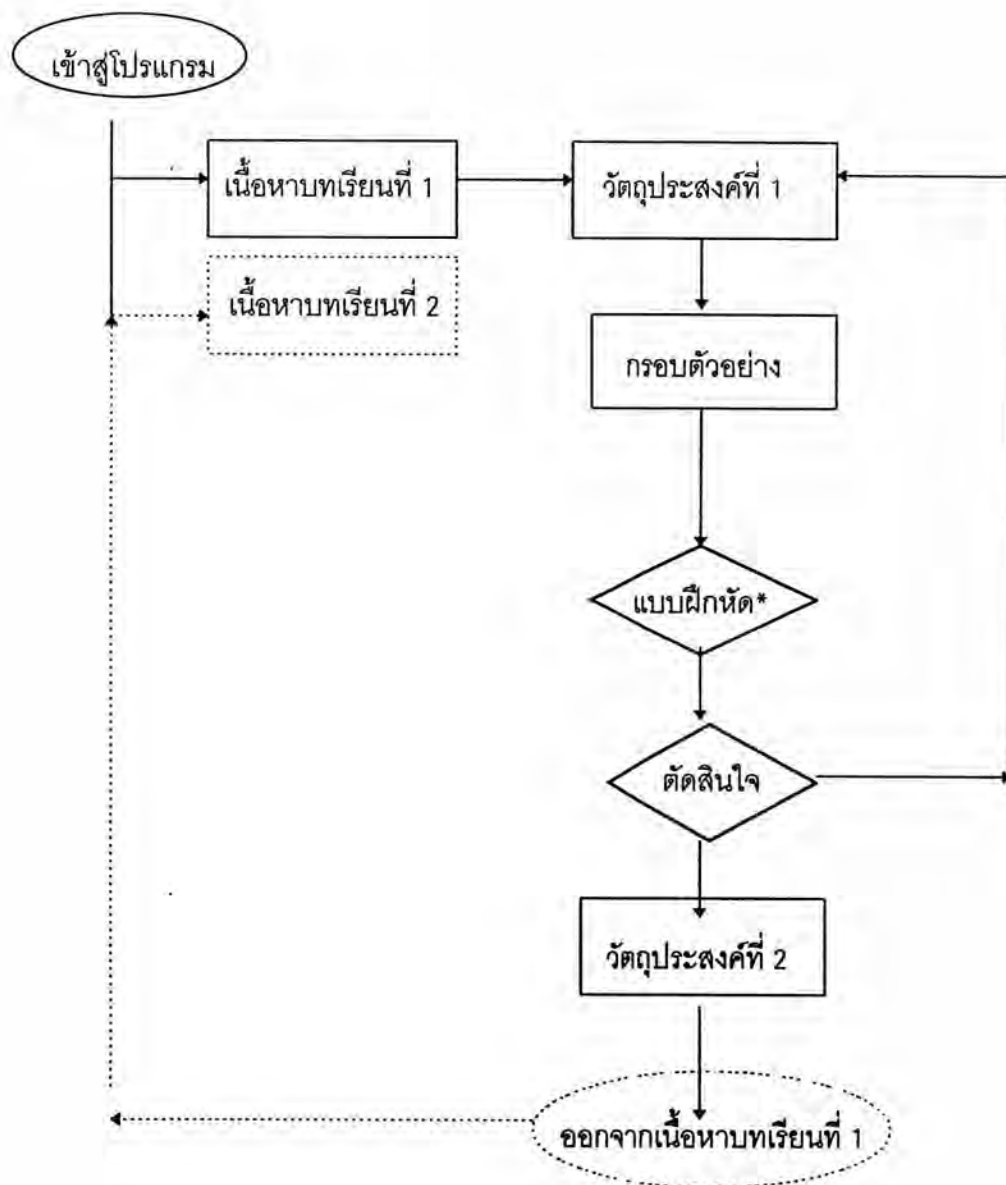 เข้าสู่โปรแกรม
เนื้อหาบทเรียนที่ 1
วัตถุประสงค์ที่ 1
เนื้อหาบทเรียนที่ 2
กรอบตัวอย่าง
แบบฝึกหัด*
ตัดสินใจ
วัตถุประสงค์ที่ 2
ออกจากเนื้อหาบทเรียนที่ 1